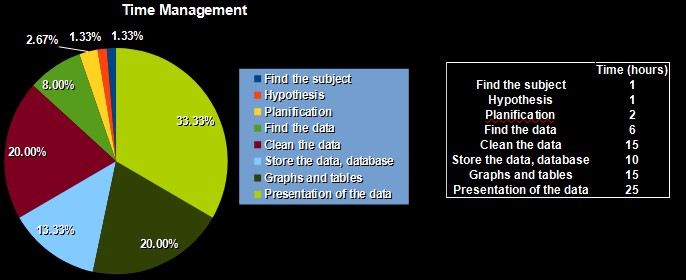 Time Management
2.67%
1.33%
1.33%
8.00%
33.33%
20.00%
13.33%
20.00%
Find the subject
Hypothesis
Planification
Find the data
Clean the data
Store the data, database
Graphs and tables
Presentation of the data
Time (hours)
Find the subject 1
Hypothesis 1
Planification 2
Find the data 6
Clean the data 15
Store the data, database 10
Graphs and tables 15
Presentation of the data 25